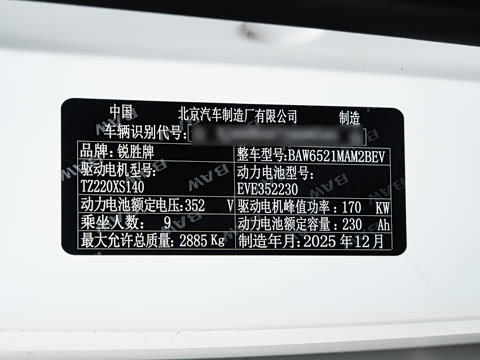 中国 北京汽车制造厂有限公司 制造
车辆识别代号:
品牌: 锐胜牌 整车型号:BAW6521MAM2BEV
驱动电机型号: 动力电池型号:
TZ220XS140 EVE352230
动力电池额定电压:352 V 驱动电机峰值功率:170 KW
乘坐人数: 9 动力电池额定容量:230 Ah
最大允许总质量: 2885 Kg 制造年月:2025 年12月
BAW